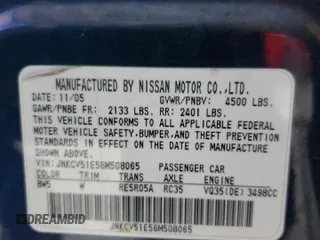 MANUFACTURED BY NISSAN MOTOR CO.,LTD.
DATE: 11/05 GVWR/PNBV: 4500 LBS.
GAWR/PNBE FR: 2133 LBS. RR: 2401 LBS.
THIS VEHICLE CONFORMS TO ALL APPLICABLE FEDERAL
MOTOR VEHICLE SAFETY, BUMPER, AND THEFT PREVENTION
STANDARDS IN EFFECT ON THE DATE OF MANUFACTURE
SHOWN ABOVE.
VIN: JNKCV51E56M508065 PASSENGER CAR
COLOR TRIM TRANS AXLE ENGINE
BW5 W RE5R05A RC35 VQ35(DE) 3498CC
JNKCV51E56M508065
DREAMBID